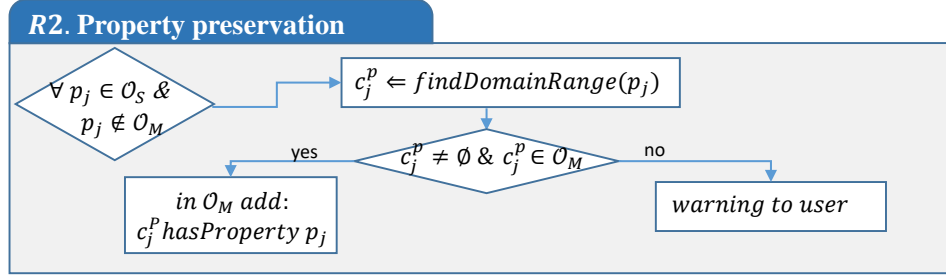 R2. Property preservation
∀ p_j ∈ 𝒪_S &
p_j ∉ 𝒪_M
c_j^p ⇐ findDomainRange(p_j)
c_j^p ≠ ∅ & c_j^p ∈ 𝒪_M
yes
no
in 𝒪_M add:
c_j^P hasProperty p_j
warning to user